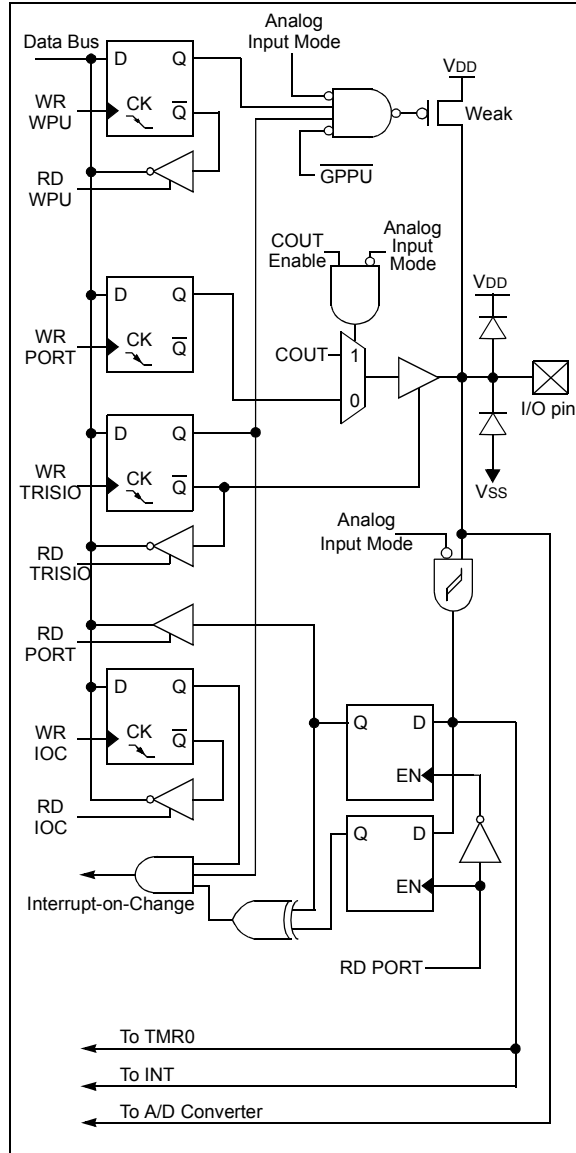 Analog
Input Mode
Data Bus
D Q
VDD
WR
WPU
CK
Q
Weak
RD
WPU
GPPU
COUT
Enable
Analog
Input
Mode
D Q
VDD
WR
PORT
CK
Q
COUT
1
0
I/O pin
D Q
WR
TRISIO
CK
Q
VSS
Analog
Input Mode
RD
TRISIO
RD
PORT
D Q
Q D
WR
IOC
CK
Q
EN
RD
IOC
Q D
EN
Interrupt-on-Change
RD PORT
To TMR0
To INT
To A/D Converter